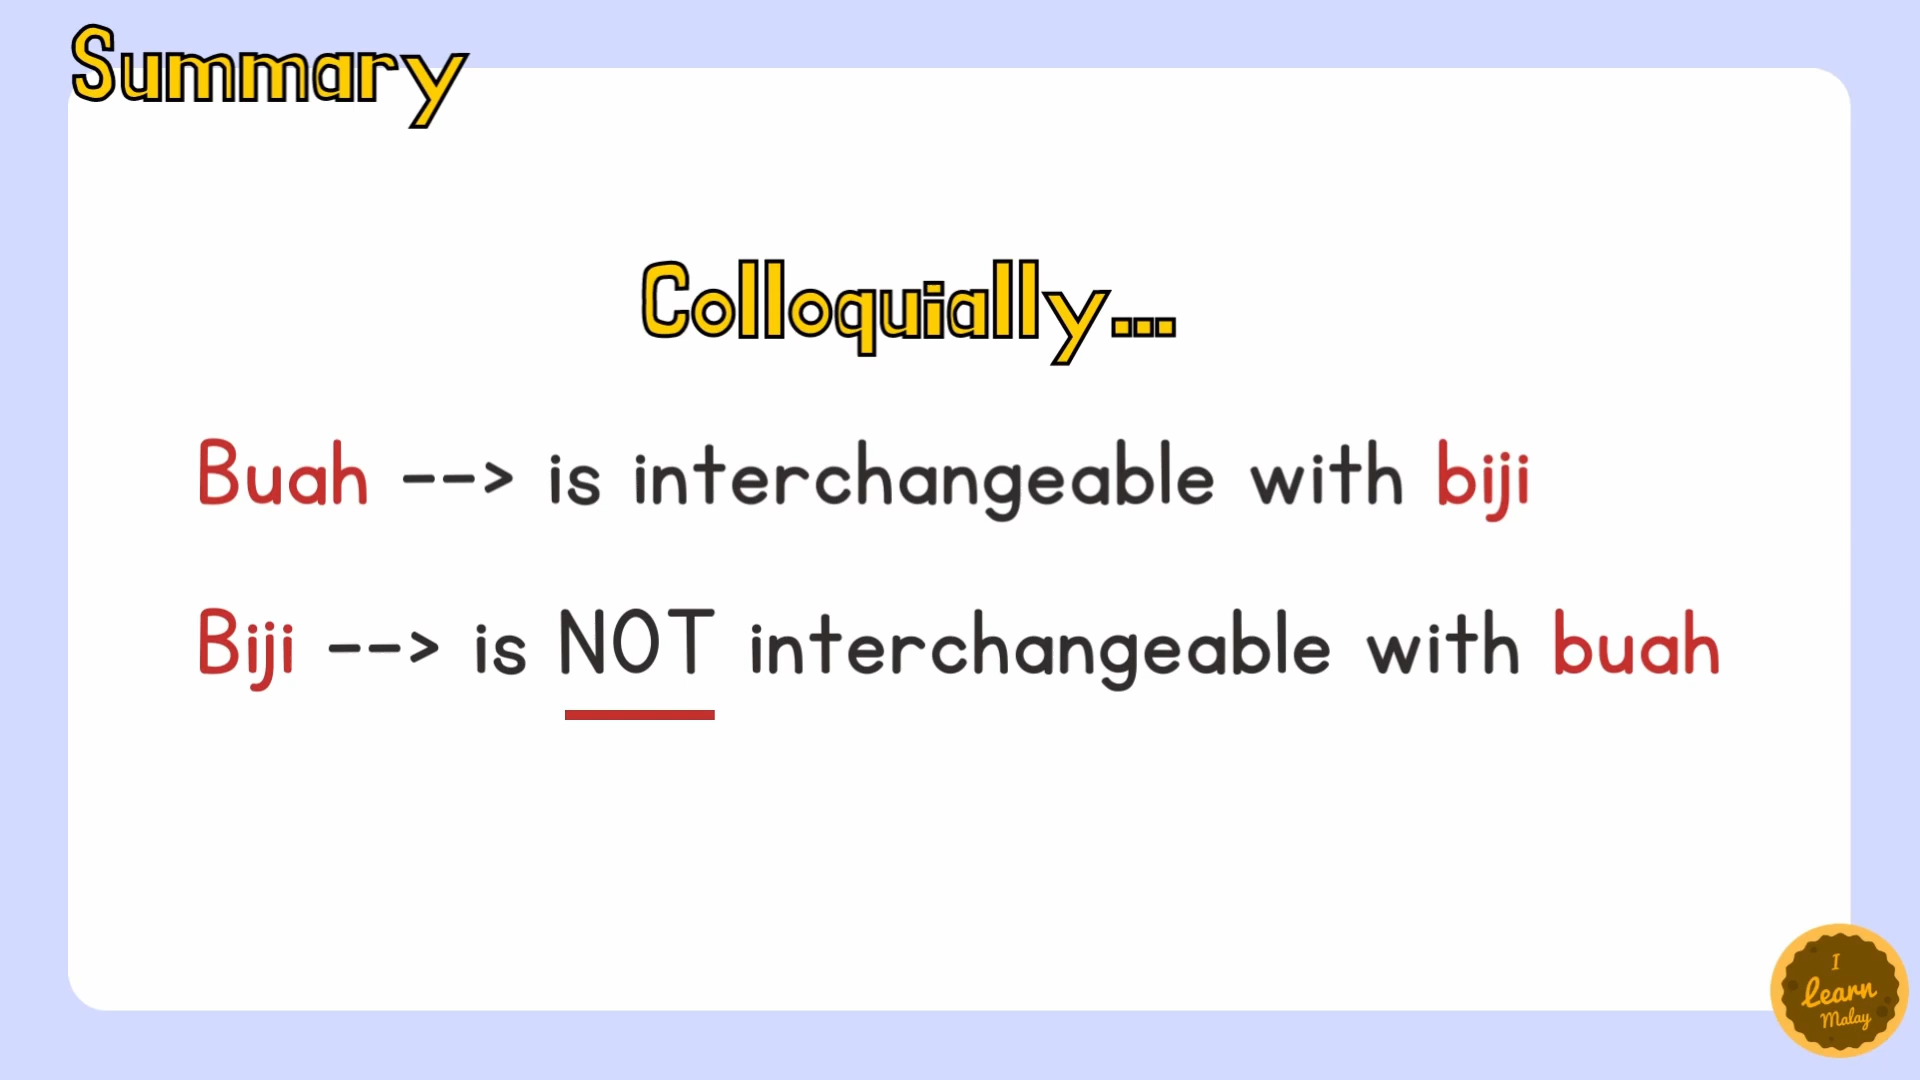 Summary
Colloquially...
Buah --> is interchangeable with biji
Biji --> is NOT interchangeable with buah
I
Learn
Malay